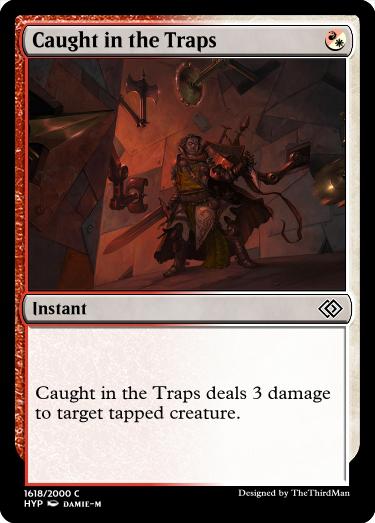 Caught in the Traps
Instant
Caught in the Traps deals 3 damage
to target tapped creature.
1618/2000 C
HYP DAMIE-M
Designed by TheThirdMan